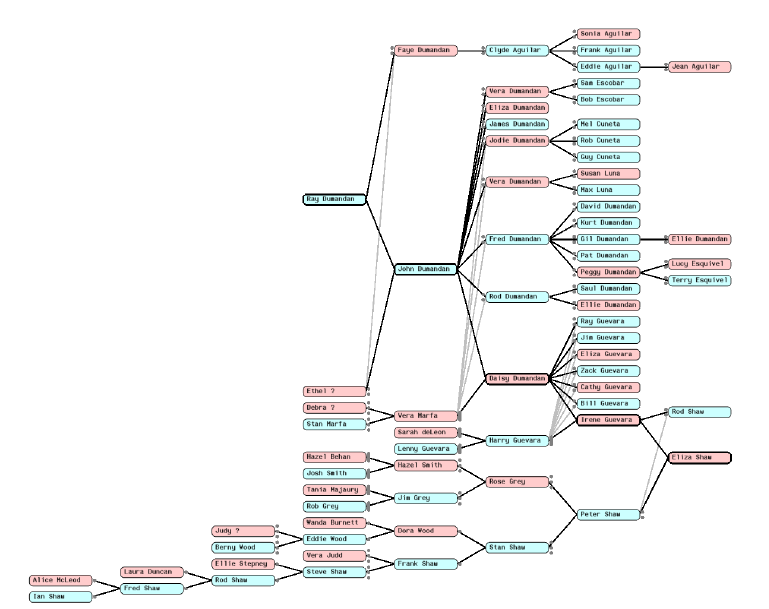 Sonia Aguilar
Faye Dumandan
Clyde Aguilar
Frank Aguilar
Eddie Aguilar
Jean Aguilar
Sam Escobar
Vera Dumandan
Bob Escobar
Eliza Dumandan
James Dumandan
Mel Cuneta
Jodie Dumandan
Rob Cuneta
Guy Cuneta
Susan Luna
Vera Dumandan
Max Luna
Ray Dumandan
David Dumandan
Kurt Dumandan
Fred Dumandan
Gil Dumandan
Ellie Dumandan
Pat Dumandan
John Dumandan
Peggy Dumandan
Lucy Esquivel
Terry Esquivel
Saul Dumandan
Rod Dumandan
Ellie Dumandan
Ray Guevara
Jim Guevara
Eliza Guevara
Zack Guevara
Daisy Dumandan
Cathy Guevara
Ethel ?
Bill Guevara
Debra ?
Vera Marfa
Rod Shaw
Stan Marfa
Irene Guevara
Sarah deLeon
Harry Guevara
Lenny Guevara
Hazel Behan
Eliza Shaw
Hazel Smith
Josh Smith
Rose Grey
Tania Majaury
Jim Grey
Rob Grey
Peter Shaw
Wanda Burnett
Judy ?
Dora Wood
Eddie Wood
Berny Wood
Stan Shaw
Vera Judd
Ellie Stepney
Frank Shaw
Laura Duncan
Steve Shaw
Alice McLeod
Rod Shaw
Fred Shaw
Ian Shaw